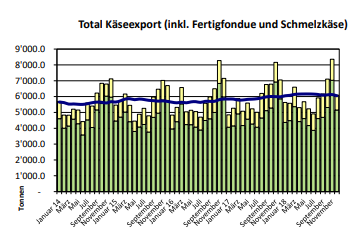 Total Käseexport (inkl. Fertigfondue und Schmelzkäse)
9'000.0
8'000.0
7'000.0
6'000.0
5'000.0
4'000.0
3'000.0
2'000.0
1'000.0
-
Tonnen
Januar 14
März
Mai
Juli
September
November
Januar 15
März
Mai
Juli
September
November
Januar 16
März
Mai
Juli
September
November
Januar 17
März
Mai
Juli
September
November
Januar 18
März
Mai
Juli
September
November